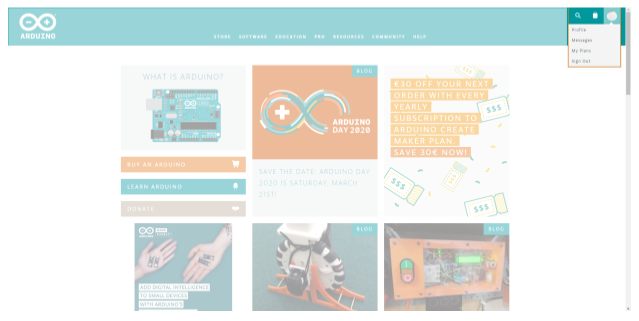 ARDUINO
STORE SOFTWARE EDUCATION PRO RESOURCES COMMUNITY HELP
Profile
Messages
My Plans
Sign Out
WHAT IS ARDUINO?
BUY AN ARDUINO
LEARN ARDUINO
DONATE
BLOG
ARDUINO
DAY 2020
SAVE THE DATE: ARDUINO DAY
2020 IS SATURDAY, MARCH
21ST!
€30 OFF YOUR NEXT
ORDER WITH EVERY
YEARLY
SUBSCRIPTION TO
ARDUINO CREATE
MAKER PLAN.
SAVE 30€ NOW!
$$$
$$$
$$$
$$$
ADD DIGITAL INTELLIGENCE
TO SMALL DEVICES
WITH ARDUINO'S
BLOG
BLOG